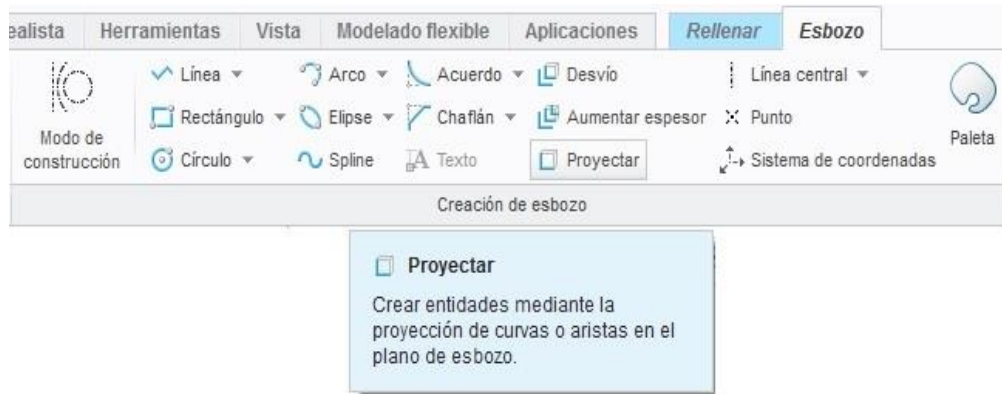 ealista Herramientas Vista Modelado flexible Aplicaciones Rellenar Esbozo
Línea Arco Acuerdo Desvío Línea central
Rectángulo Elipse Chaflán Aumentar espesor Punto
Modo de construcción Círculo Spline Texto Proyectar Sistema de coordenadas Paleta
Creación de esbozo
Proyectar
Crear entidades mediante la
proyección de curvas o aristas en el
plano de esbozo.